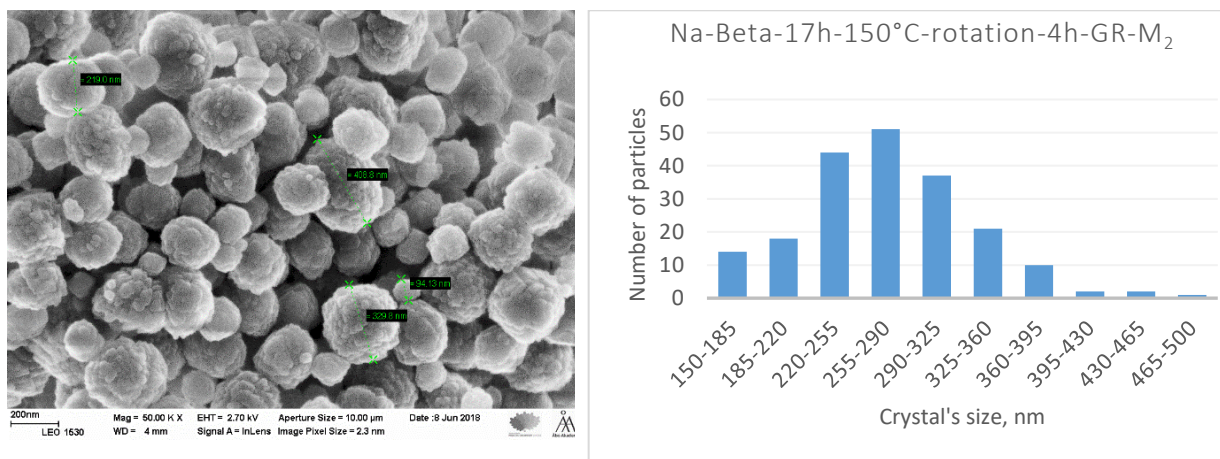 = 219.0 nm
= 408.8 nm
= 94.13 nm
= 329.8 nm
200nm
Mag = 50.00 K X EHT = 2.70 kV Aperture Size = 10.00 µm Date :8 Jun 2018
LEO 1530 WD = 4 mm Signal A = InLens Image Pixel Size = 2.3 nm
Na-Beta-17h-150°C-rotation-4h-GR-M₂
Number of particles
60
50
40
30
20
10
0
150-185 185-220 220-255 255-290 290-325 325-360 360-395 395-430 430-465 465-500
Crystal's size, nm